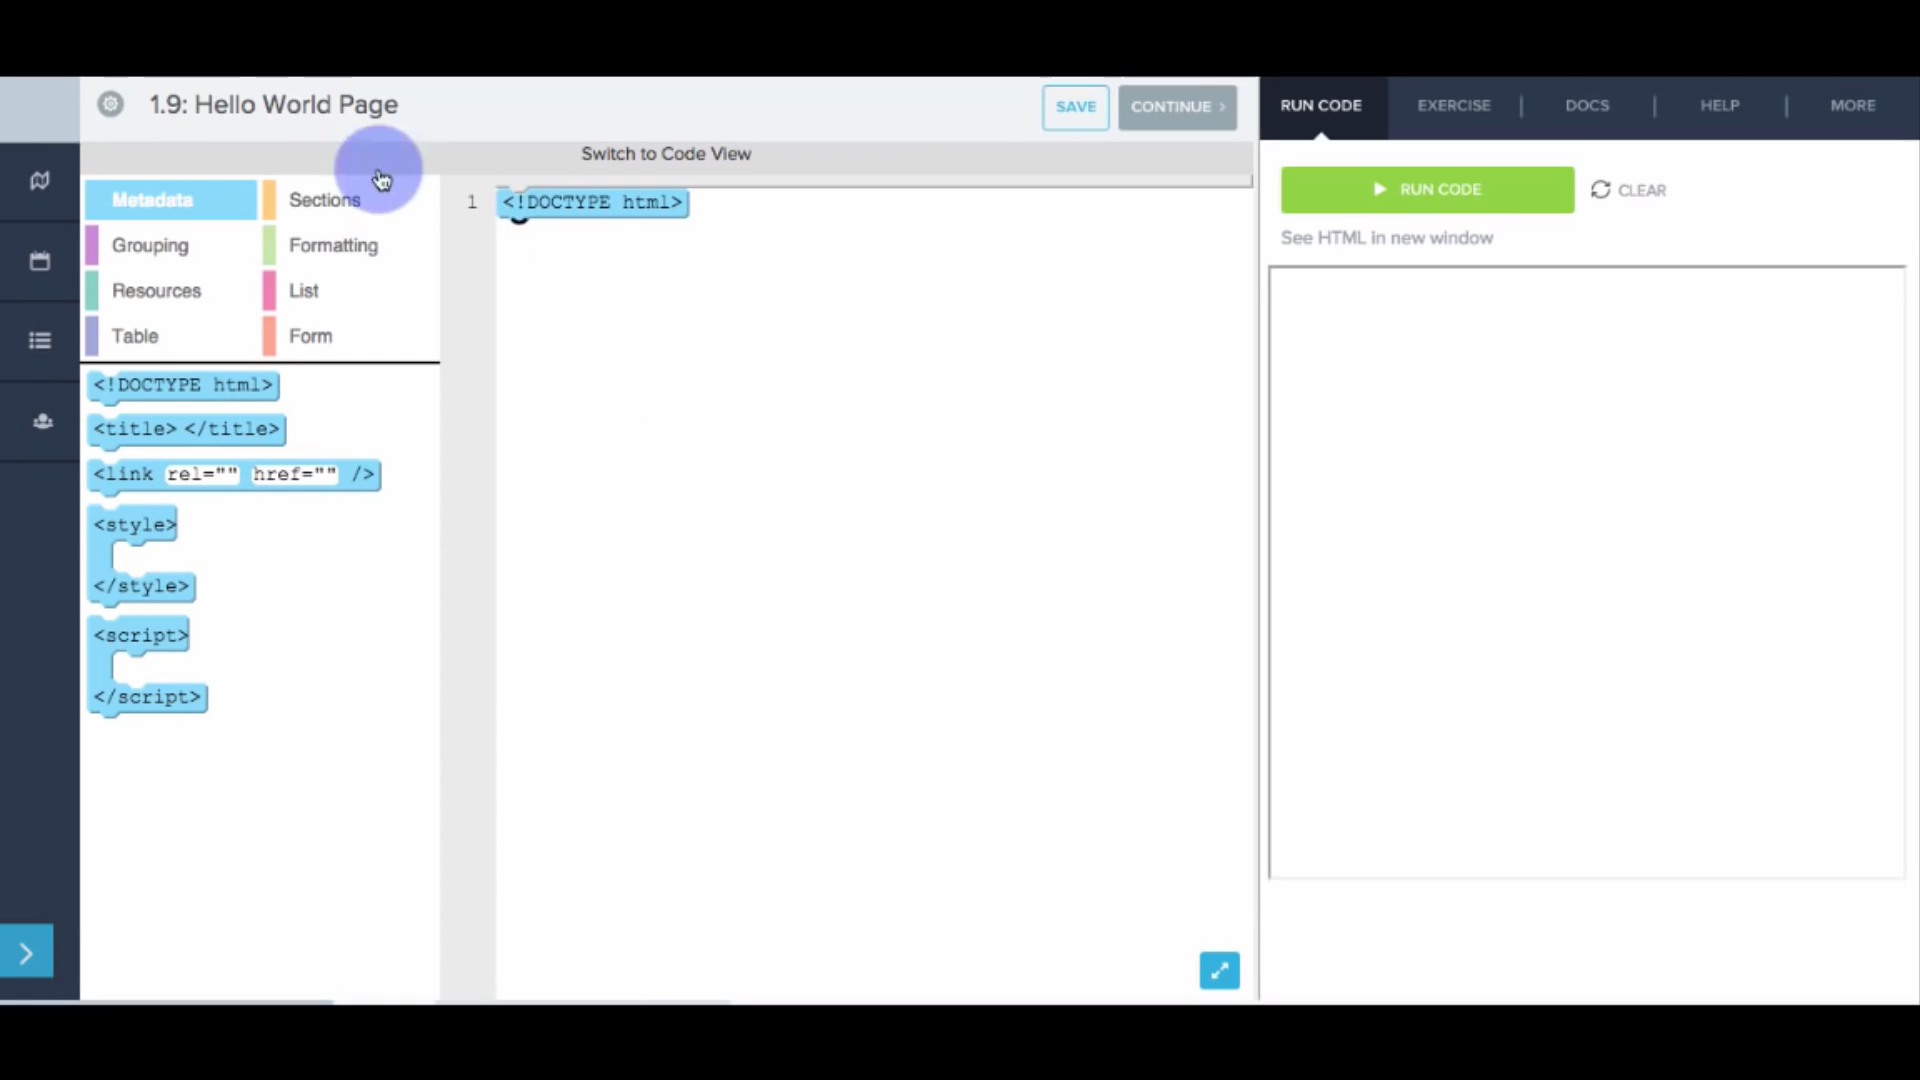 1.9: Hello World Page
SAVE
CONTINUE >
RUN CODE
EXERCISE
DOCS
HELP
MORE
Switch to Code View
Metadata
Sections
Grouping
Formatting
Resources
List
Table
Form
<!DOCTYPE html>
<title> </title>
<link rel="" href="" />
<style>
</style>
<script>
</script>
1
<!DOCTYPE html>
RUN CODE
CLEAR
See HTML in new window